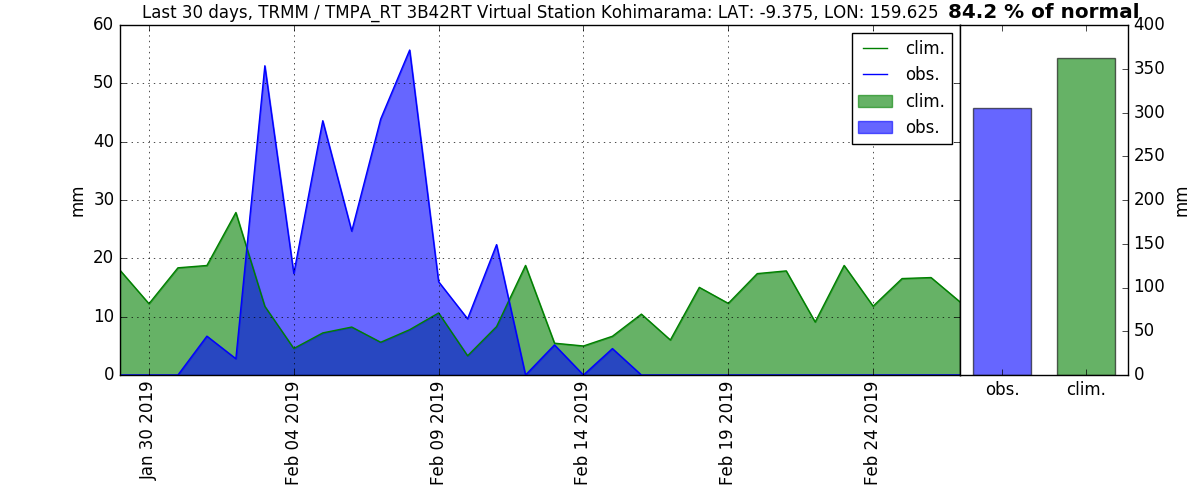 Last 30 days, TRMM / TMPA_RT 3B42RT Virtual Station Kohimarama: LAT: -9.375, LON: 159.625
84.2 % of normal
60
50
40
30
20
10
0
mm
clim.
obs.
clim.
obs.
Jan 30 2019
Feb 04 2019
Feb 09 2019
Feb 14 2019
Feb 19 2019
Feb 24 2019
400
350
300
250
200
150
100
50
0
mm
obs.
clim.